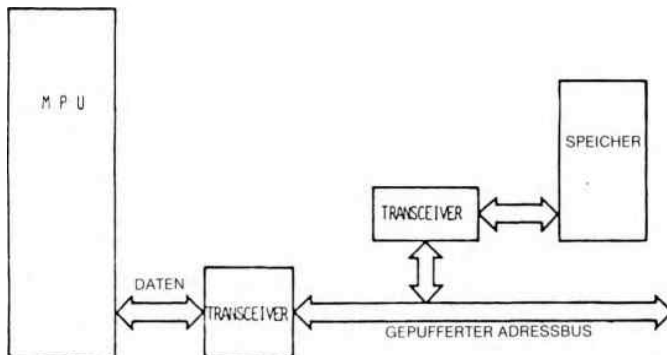 M P U
SPEICHER
TRANSCEIVER
DATEN
TRANSCEIVER
GEPUFFERTER ADRESSBUS